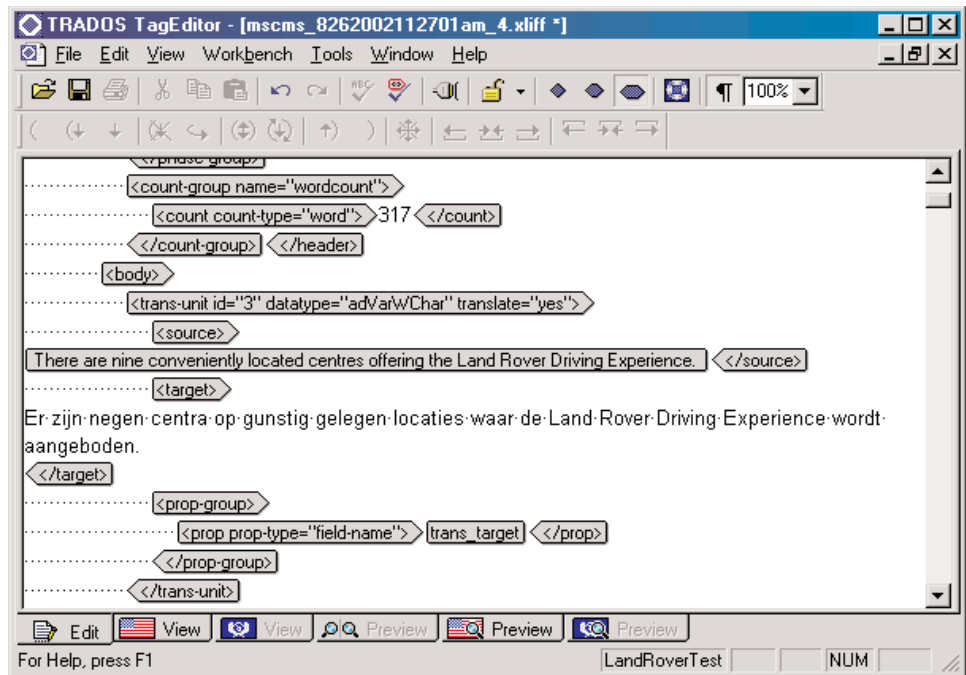 TRADOS TagEditor - [mscms_8262002112701am_4.xliff *]
File Edit View Workbench Tools Window Help
ABC 100%
</phase-group>
<count-group name="wordcount">
<count count-type="word"> 317 </count>
</count-group> </header>
<body>
<trans-unit id="3" datatype="adVarWChar" translate="yes">
<source>
There are nine conveniently located centres offering the Land Rover Driving Experience. </source>
<target>
Er·zijn·negen·centra·op·gunstig·gelegen·locaties·waar·de·Land·Rover·Driving·Experience·wordt·
aangeboden.
</target>
<prop-group>
<prop prop-type="field-name"> trans_target </prop>
</prop-group>
</trans-unit>
Edit View View Preview Preview Preview
For Help, press F1 LandRoverTest NUM